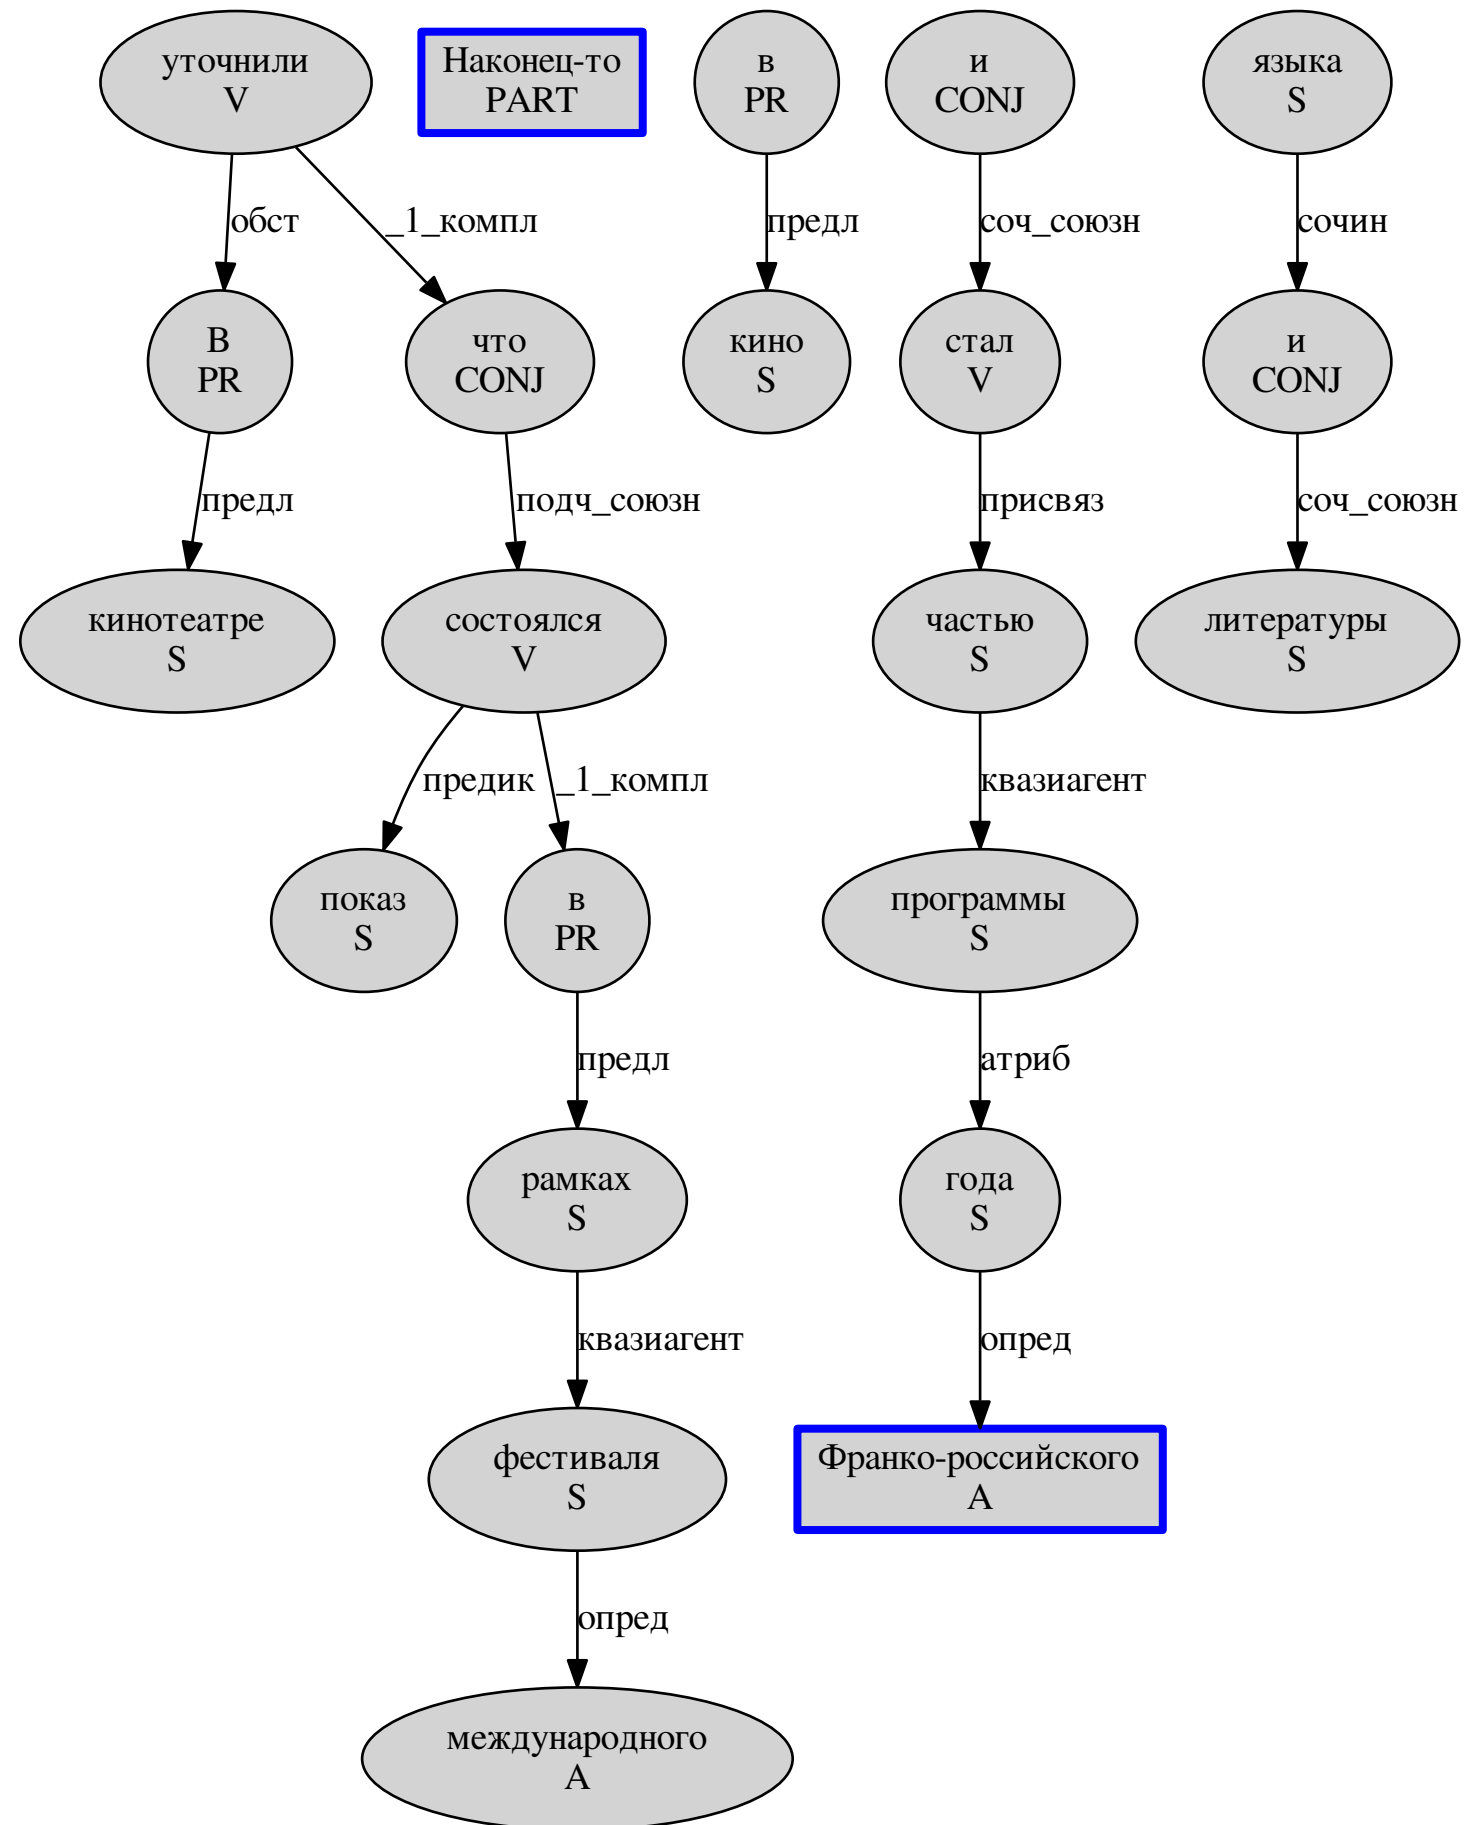 уточнили
V
Наконец-то
PART
в
PR
и
CONJ
языка
S
обст
_1_компл
предл
соч_союзн
сочин
В
PR
что
CONJ
кино
S
стал
V
и
CONJ
предл
подч_союзн
присвяз
соч_союзн
кинотеатре
S
состоялся
V
частью
S
литературы
S
предик
_1_компл
квазиагент
показ
S
в
PR
программы
S
предл
атриб
рамках
S
года
S
квазиагент
опред
фестиваля
S
Франко-российского
A
опред
международного
A